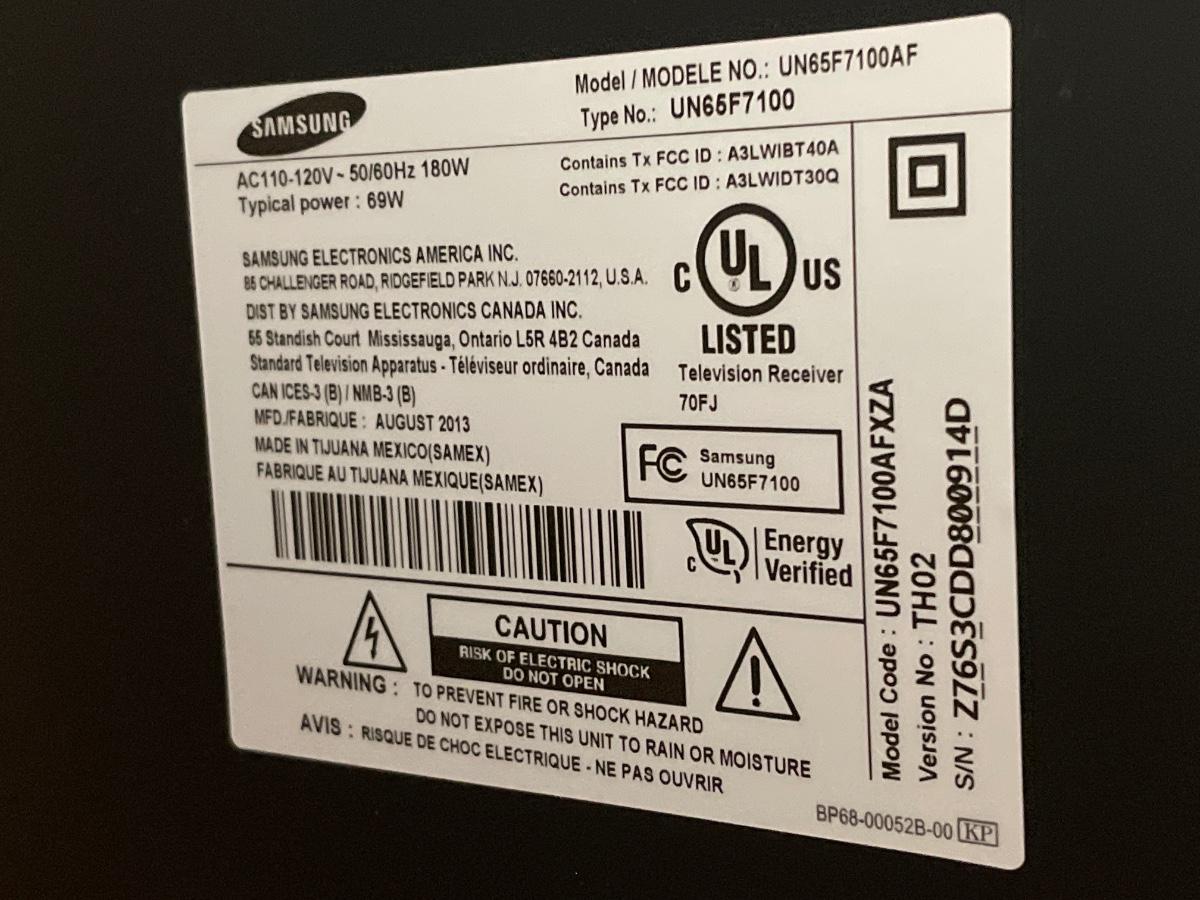 SAMSUNG
Model / MODELE NO.: UN65F7100AF
Type No.: UN65F7100
AC110-120V ~ 50/60Hz 180W
Typical power : 69W
Contains Tx FCC ID : A3LWIBT40A
Contains Tx FCC ID : A3LWIDT30Q
SAMSUNG ELECTRONICS AMERICA INC.
85 CHALLENGER ROAD, RIDGEFIELD PARK N.J. 07660-2112, U.S.A.
DIST BY SAMSUNG ELECTRONICS CANADA INC.
55 Standish Court Mississauga, Ontario L5R 4B2 Canada
Standard Television Apparatus - Téléviseur ordinaire, Canada
CAN ICES-3 (B) / NMB-3 (B)
MFD./FABRIQUE : AUGUST 2013
MADE IN TIJUANA MEXICO(SAMEX)
FABRIQUE AU TIJUANA MEXIQUE(SAMEX)
C UL ® US
LISTED
Television Receiver
70FJ
FC Samsung
UN65F7100
C UL Energy
Verified
CAUTION
RISK OF ELECTRIC SHOCK
DO NOT OPEN
WARNING : TO PREVENT FIRE OR SHOCK HAZARD
DO NOT EXPOSE THIS UNIT TO RAIN OR MOISTURE
AVIS : RISQUE DE CHOC ELECTRIQUE - NE PAS OUVRIR
Model Code : UN65F7100AFXZA
Version No : TH02
S/N : Z76S3CDD800914D
BP68-00052B-00 KP